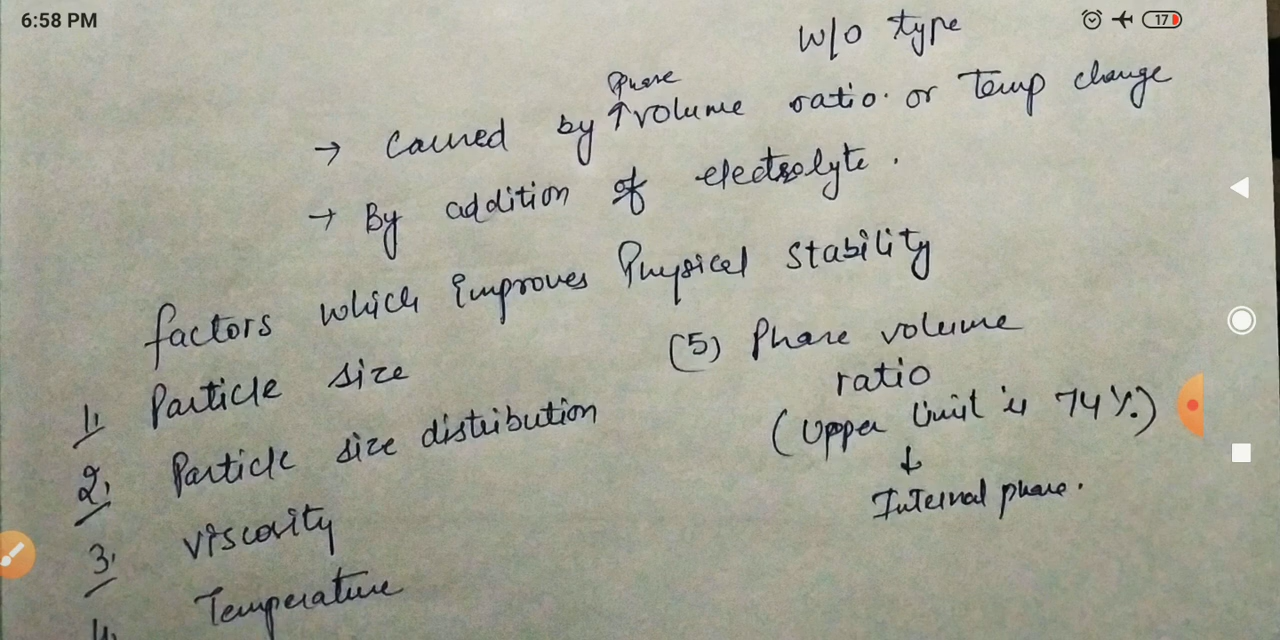 6:58 PM
17
W/O type
→ Caused by ↑ Phase volume ratio. or Temp change
→ By addition of electrolyte.
factors which Improves Physical Stability
1. Particle size
2. Particle size distribution
3. Viscosity
4. Temperature
(5) Phase volume
ratio
(Upper limit is 74%)
↓
Internal phase.